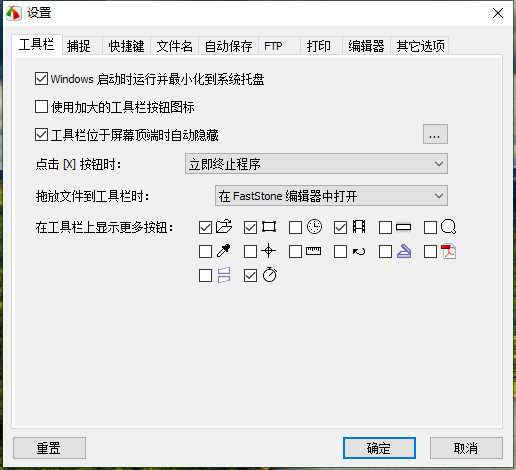 设置
工具栏 捕捉 快捷键 文件名 自动保存 FTP 打印 编辑器 其它选项
Windows 启动时运行并最小化到系统托盘
使用加大的工具栏按钮图标
工具栏位于屏幕顶端时自动隐藏 ...
点击 [X] 按钮时: 立即终止程序
拖放文件到工具栏时: 在 FastStone 编辑器中打开
在工具栏上显示更多按钮:
重置 确定 取消